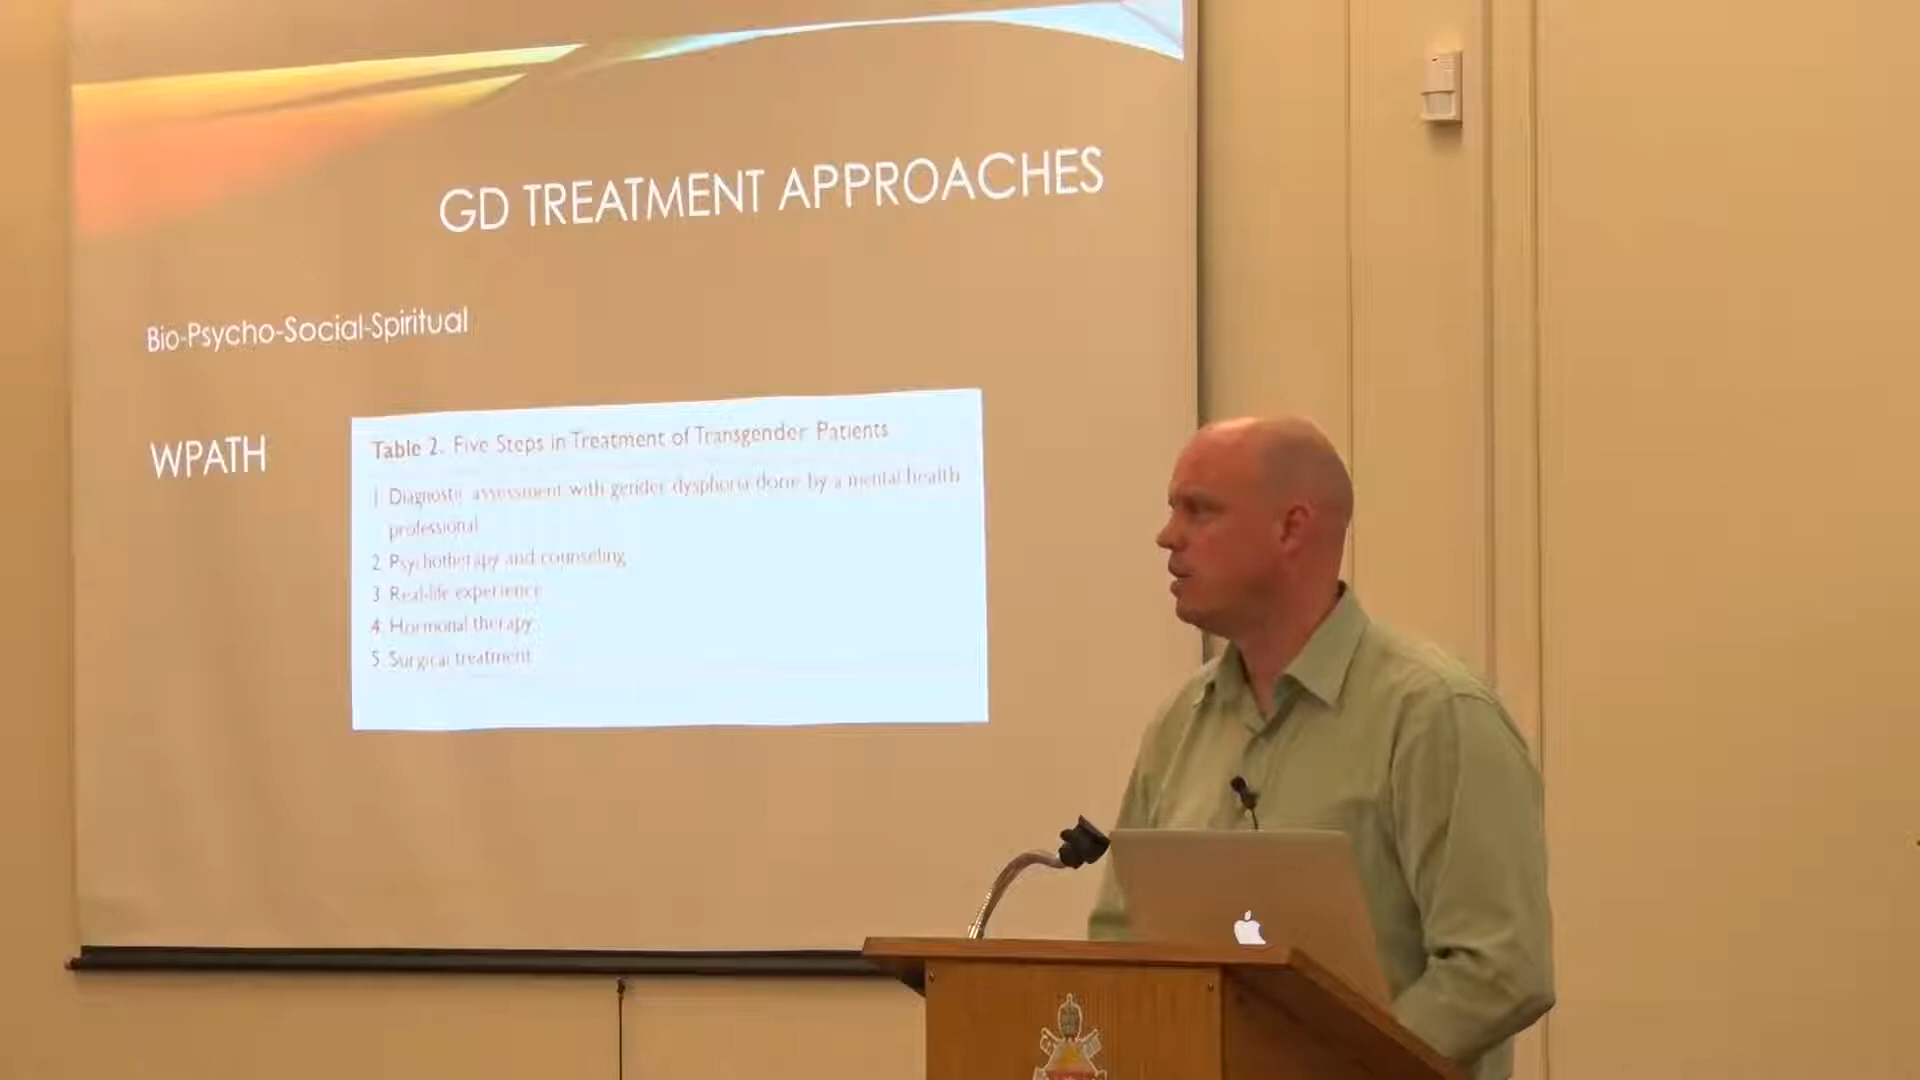 GD TREATMENT APPROACHES
Bio-Psycho-Social-Spiritual
WPATH
Table 2. Five Steps in Treatment of Transgender Patients
1 Diagnostic assessment with gender dysphoria done by a mental health
professional
2 Psychotherapy and counseling
3 Real-life experience
4 Hormonal therapy
5 Surgical treatment